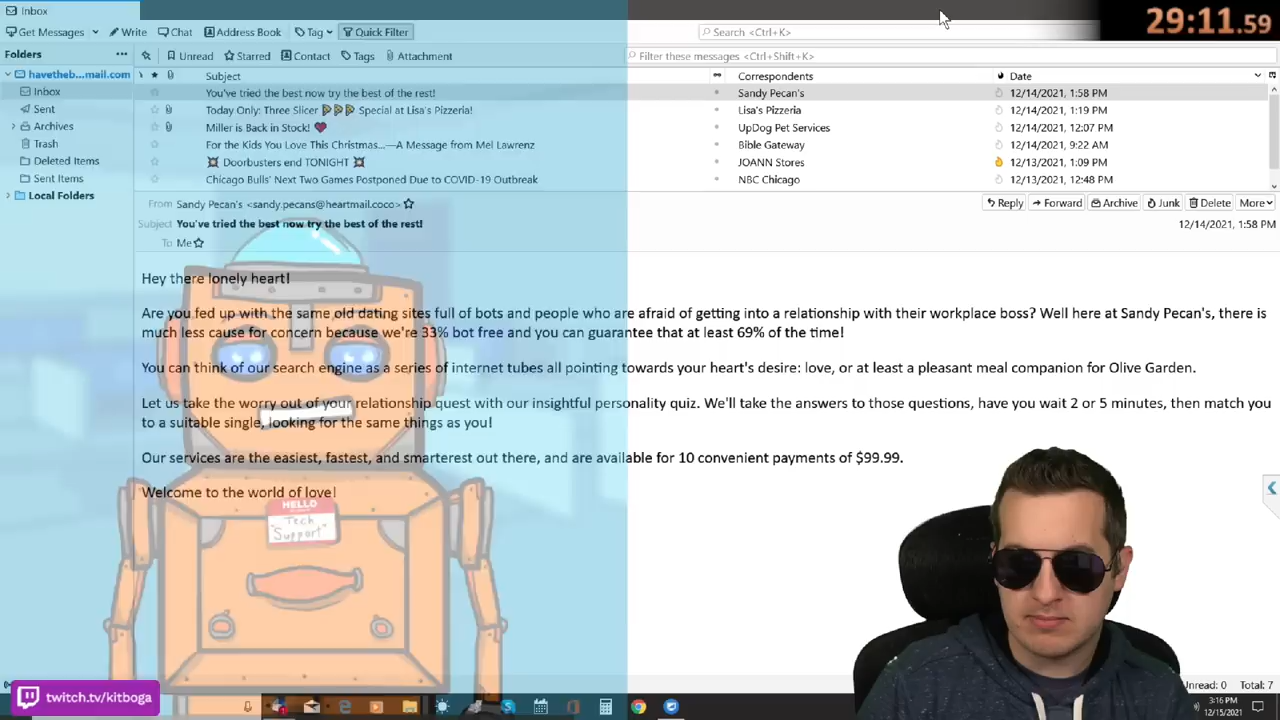 Inbox
29:11.59
Get Messages Write Chat Address Book Tag Quick Filter Search <Ctrl+K>
Folders ••• Unread Starred Contact Tags Attachment Filter these messages <Ctrl+Shift+K>
havetheb...mail.com Subject Correspondents Date
Inbox You've tried the best now try the best of the rest! Sandy Pecan's 12/14/2021, 1:58 PM
Sent Today Only: Three Slicer 🍕🍕🍕 Special at Lisa's Pizzeria! Lisa's Pizzeria 12/14/2021, 1:19 PM
Archives Miller is Back in Stock! ❤ UpDog Pet Services 12/14/2021, 12:07 PM
Trash For the Kids You Love This Christmas...—A Message from Mel Lawrenz Bible Gateway 12/14/2021, 9:22 AM
Deleted Items 💥 Doorbusters end TONIGHT 💥 JOANN Stores 12/13/2021, 1:09 PM
Sent Items Chicago Bulls' Next Two Games Postponed Due to COVID-19 Outbreak NBC Chicago 12/13/2021, 12:48 PM
Local Folders
From Sandy Pecan's <sandy.pecans@heartmail.coco> Reply Forward Archive Junk Delete More
Subject You've tried the best now try the best of the rest! 12/14/2021, 1:58 PM
To Me
Hey there lonely heart!
Are you fed up with the same old dating sites full of bots and people who are afraid of getting into a relationship with their workplace boss? Well here at Sandy Pecan's, there is
much less cause for concern because we're 33% bot free and you can guarantee that at least 69% of the time!
You can think of our search engine as a series of internet tubes all pointing towards your heart's desire: love, or at least a pleasant meal companion for Olive Garden.
Let us take the worry out of your relationship quest with our insightful personality quiz. We'll take the answers to those questions, have you wait 2 or 5 minutes, then match you
to a suitable single, looking for the same things as you!
Our services are the easiest, fastest, and smarterest out there, and are available for 10 convenient payments of $99.99.
Welcome to the world of love!
HELLO
Tech
"Support"
Unread: 0 Total: 7
twitch.tv/kitboga
3:16 PM
12/15/2021